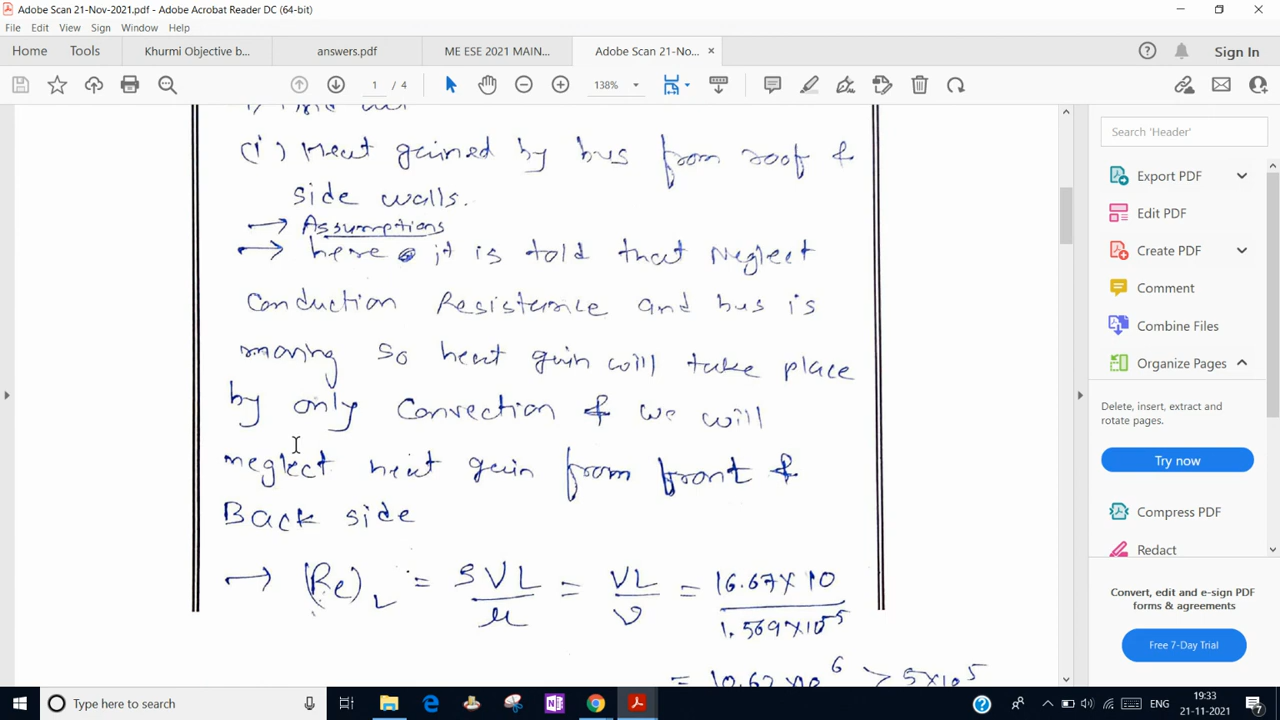 Adobe Scan 21-Nov-2021.pdf - Adobe Acrobat Reader DC (64-bit)
File Edit View Sign Window Help
Home Tools Khurmi Objective b... answers.pdf ME ESE 2021 MAIN... Adobe Scan 21-No... × Sign In
1 / 4 138%
(i) Heat gained by bus from roof &
side walls.
→ Assumptions
→ here it is told that Neglect
Conduction Resistance and bus is
moving so heat gain will take place
by only Convection & we will
neglect heat gain from front &
Back side
→ (Re)L = ρVL/μ = VL/ν = 16.67×10/1.569×10⁻⁵
= 10.62×10⁶ > 5×10⁵
Search 'Header'
Export PDF
Edit PDF
Create PDF
Comment
Combine Files
Organize Pages
Delete, insert, extract and
rotate pages.
Try now
Compress PDF
Redact
Convert, edit and e-sign PDF
forms & agreements
Free 7-Day Trial
Type here to search
ENG
19:33
21-11-2021
7